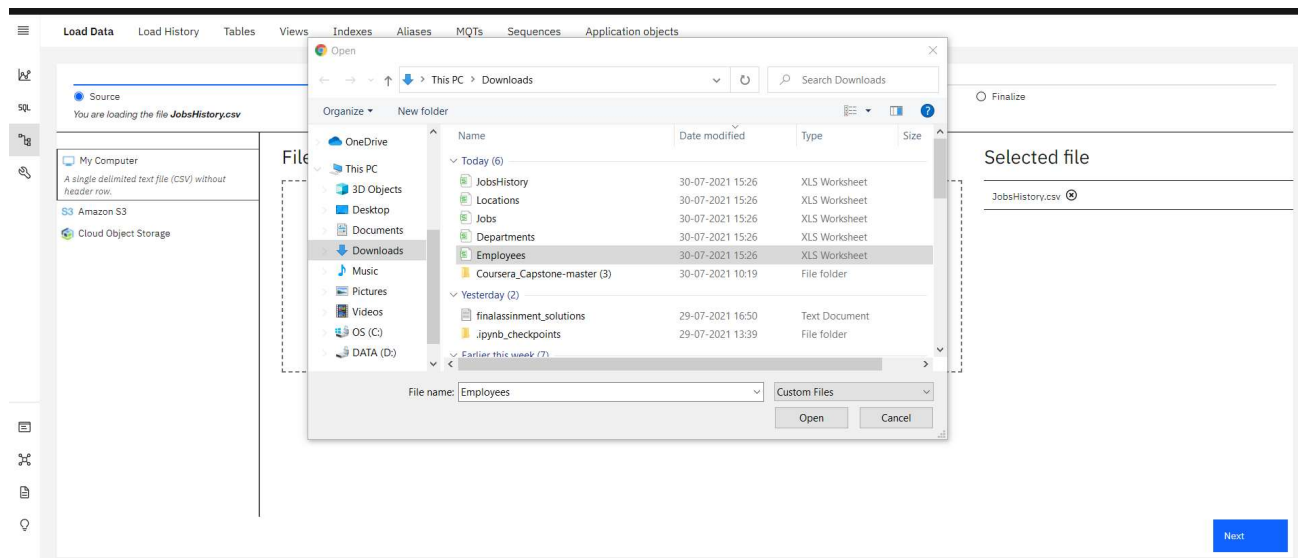 Load Data Load History Tables Views Indexes Aliases MQTs Sequences Application objects
Open
This PC > Downloads
Search Downloads
Source
You are loading the file JobsHistory.csv
Finalize
SQL
Organize New folder
My Computer
A single delimited text file (CSV) without
header row.
S3 Amazon S3
Cloud Object Storage
File
OneDrive
This PC
3D Objects
Desktop
Documents
Downloads
Music
Pictures
Videos
OS (C:)
DATA (D:)
Name Date modified Type Size
Today (6)
JobsHistory 30-07-2021 15:26 XLS Worksheet
Locations 30-07-2021 15:26 XLS Worksheet
Jobs 30-07-2021 15:26 XLS Worksheet
Departments 30-07-2021 15:26 XLS Worksheet
Employees 30-07-2021 15:26 XLS Worksheet
Coursera_Capstone-master (3) 30-07-2021 10:19 File folder
Yesterday (2)
finalassinment_solutions 29-07-2021 16:50 Text Document
.ipynb_checkpoints 29-07-2021 13:39 File folder
Earlier this week (7)
File name: Employees Custom Files
Open Cancel
Selected file
JobsHistory.csv
Next